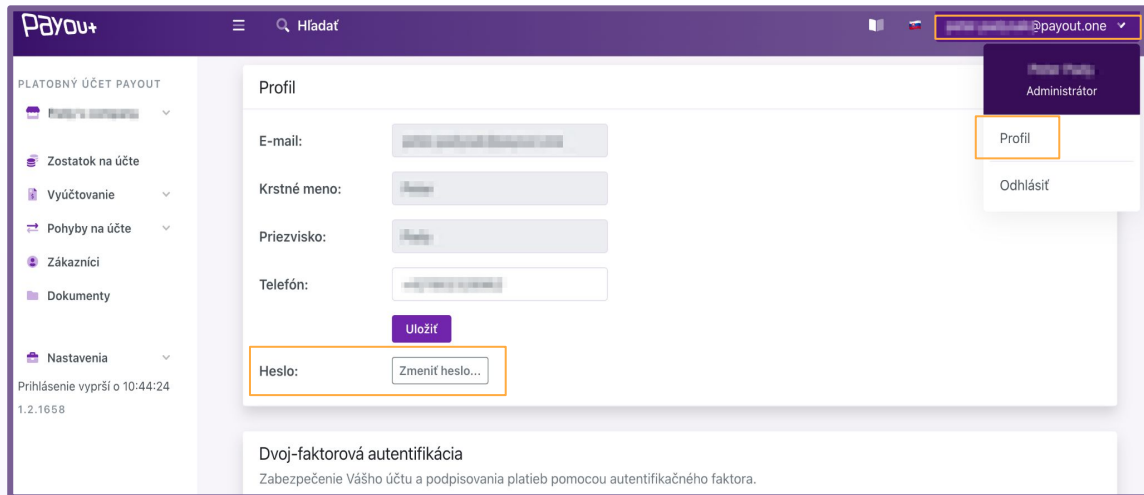 Payout+
Hľadať
@payout.one
Administrátor
Profil
Odhlásiť
PLATOBNÝ ÚČET PAYOUT
Zostatok na účte
Vyúčtovanie
Pohyby na účte
Zákazníci
Dokumenty
Nastavenia
Prihlásenie vyprší o 10:44:24
1.2.1658
Profil
E-mail:
Krstné meno:
Priezvisko:
Telefón:
Uložiť
Heslo: Zmeniť heslo...
Dvoj-faktorová autentifikácia
Zabezpečenie Vášho účtu a podpisovania platieb pomocou autentifikačného faktora.